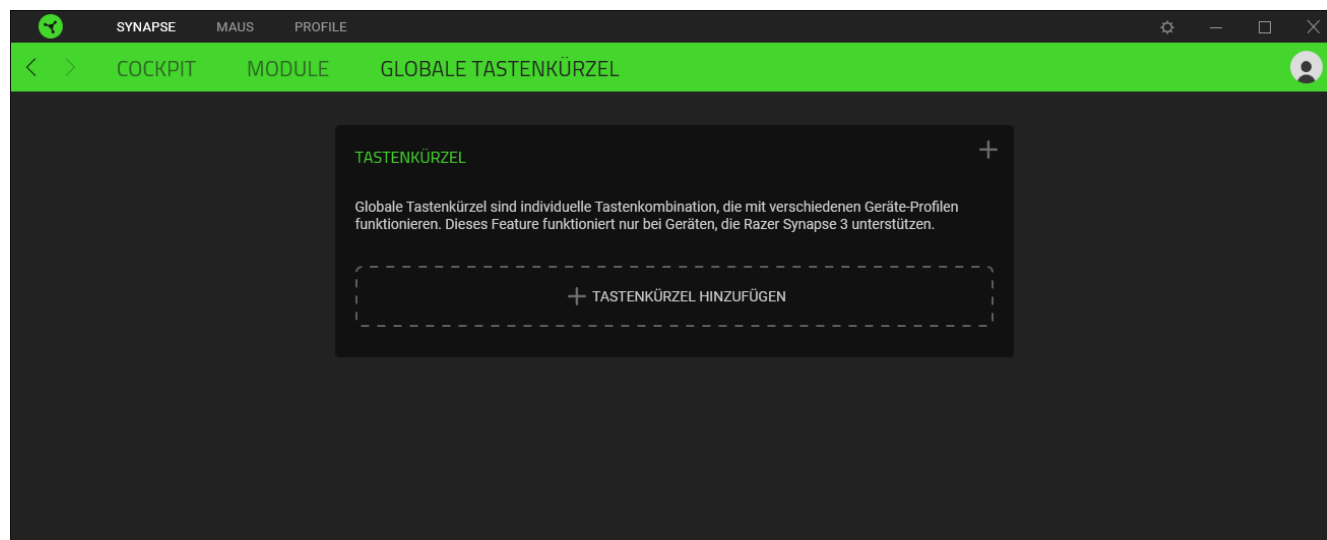 SYNAPSE MAUS PROFILE
COCKPIT MODULE GLOBALE TASTENKÜRZEL
TASTENKÜRZEL
Globale Tastenkürzel sind individuelle Tastenkombination, die mit verschiedenen Geräte-Profilen
funktionieren. Dieses Feature funktioniert nur bei Geräten, die Razer Synapse 3 unterstützen.
TASTENKÜRZEL HINZUFÜGEN